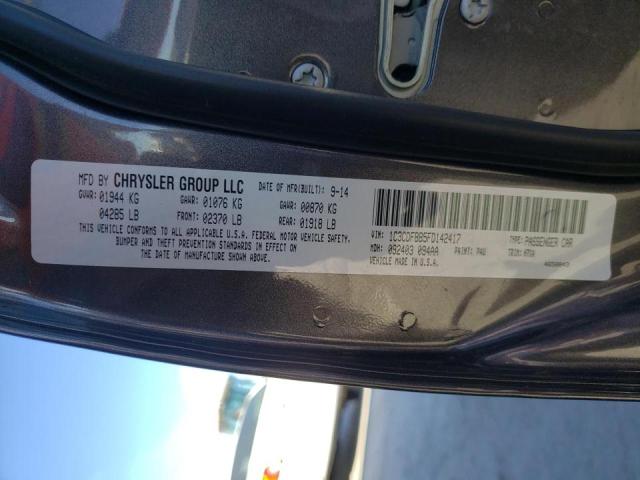 MFD BY CHRYSLER GROUP LLC DATE OF MFR(BUILT): 9-14
GVWR: 01944 KG GAWR: 01076 KG GAWR: 00870 KG
04285 LB FRONT: 02370 LB REAR: 01918 LB
THIS VEHICLE CONFORMS TO ALL APPLICABLE U.S.A. FEDERAL MOTOR VEHICLE SAFETY,
BUMPER AND THEFT PREVENTION STANDARDS IN EFFECT ON
THE DATE OF MANUFACTURE SHOWN ABOVE.
VIN: 1C3CDFBB5FD142417 TYPE: PASSENGER CAR
MDH: 092403 094AA PAINT: PAU TRIM:
MADE IN U.S.A.